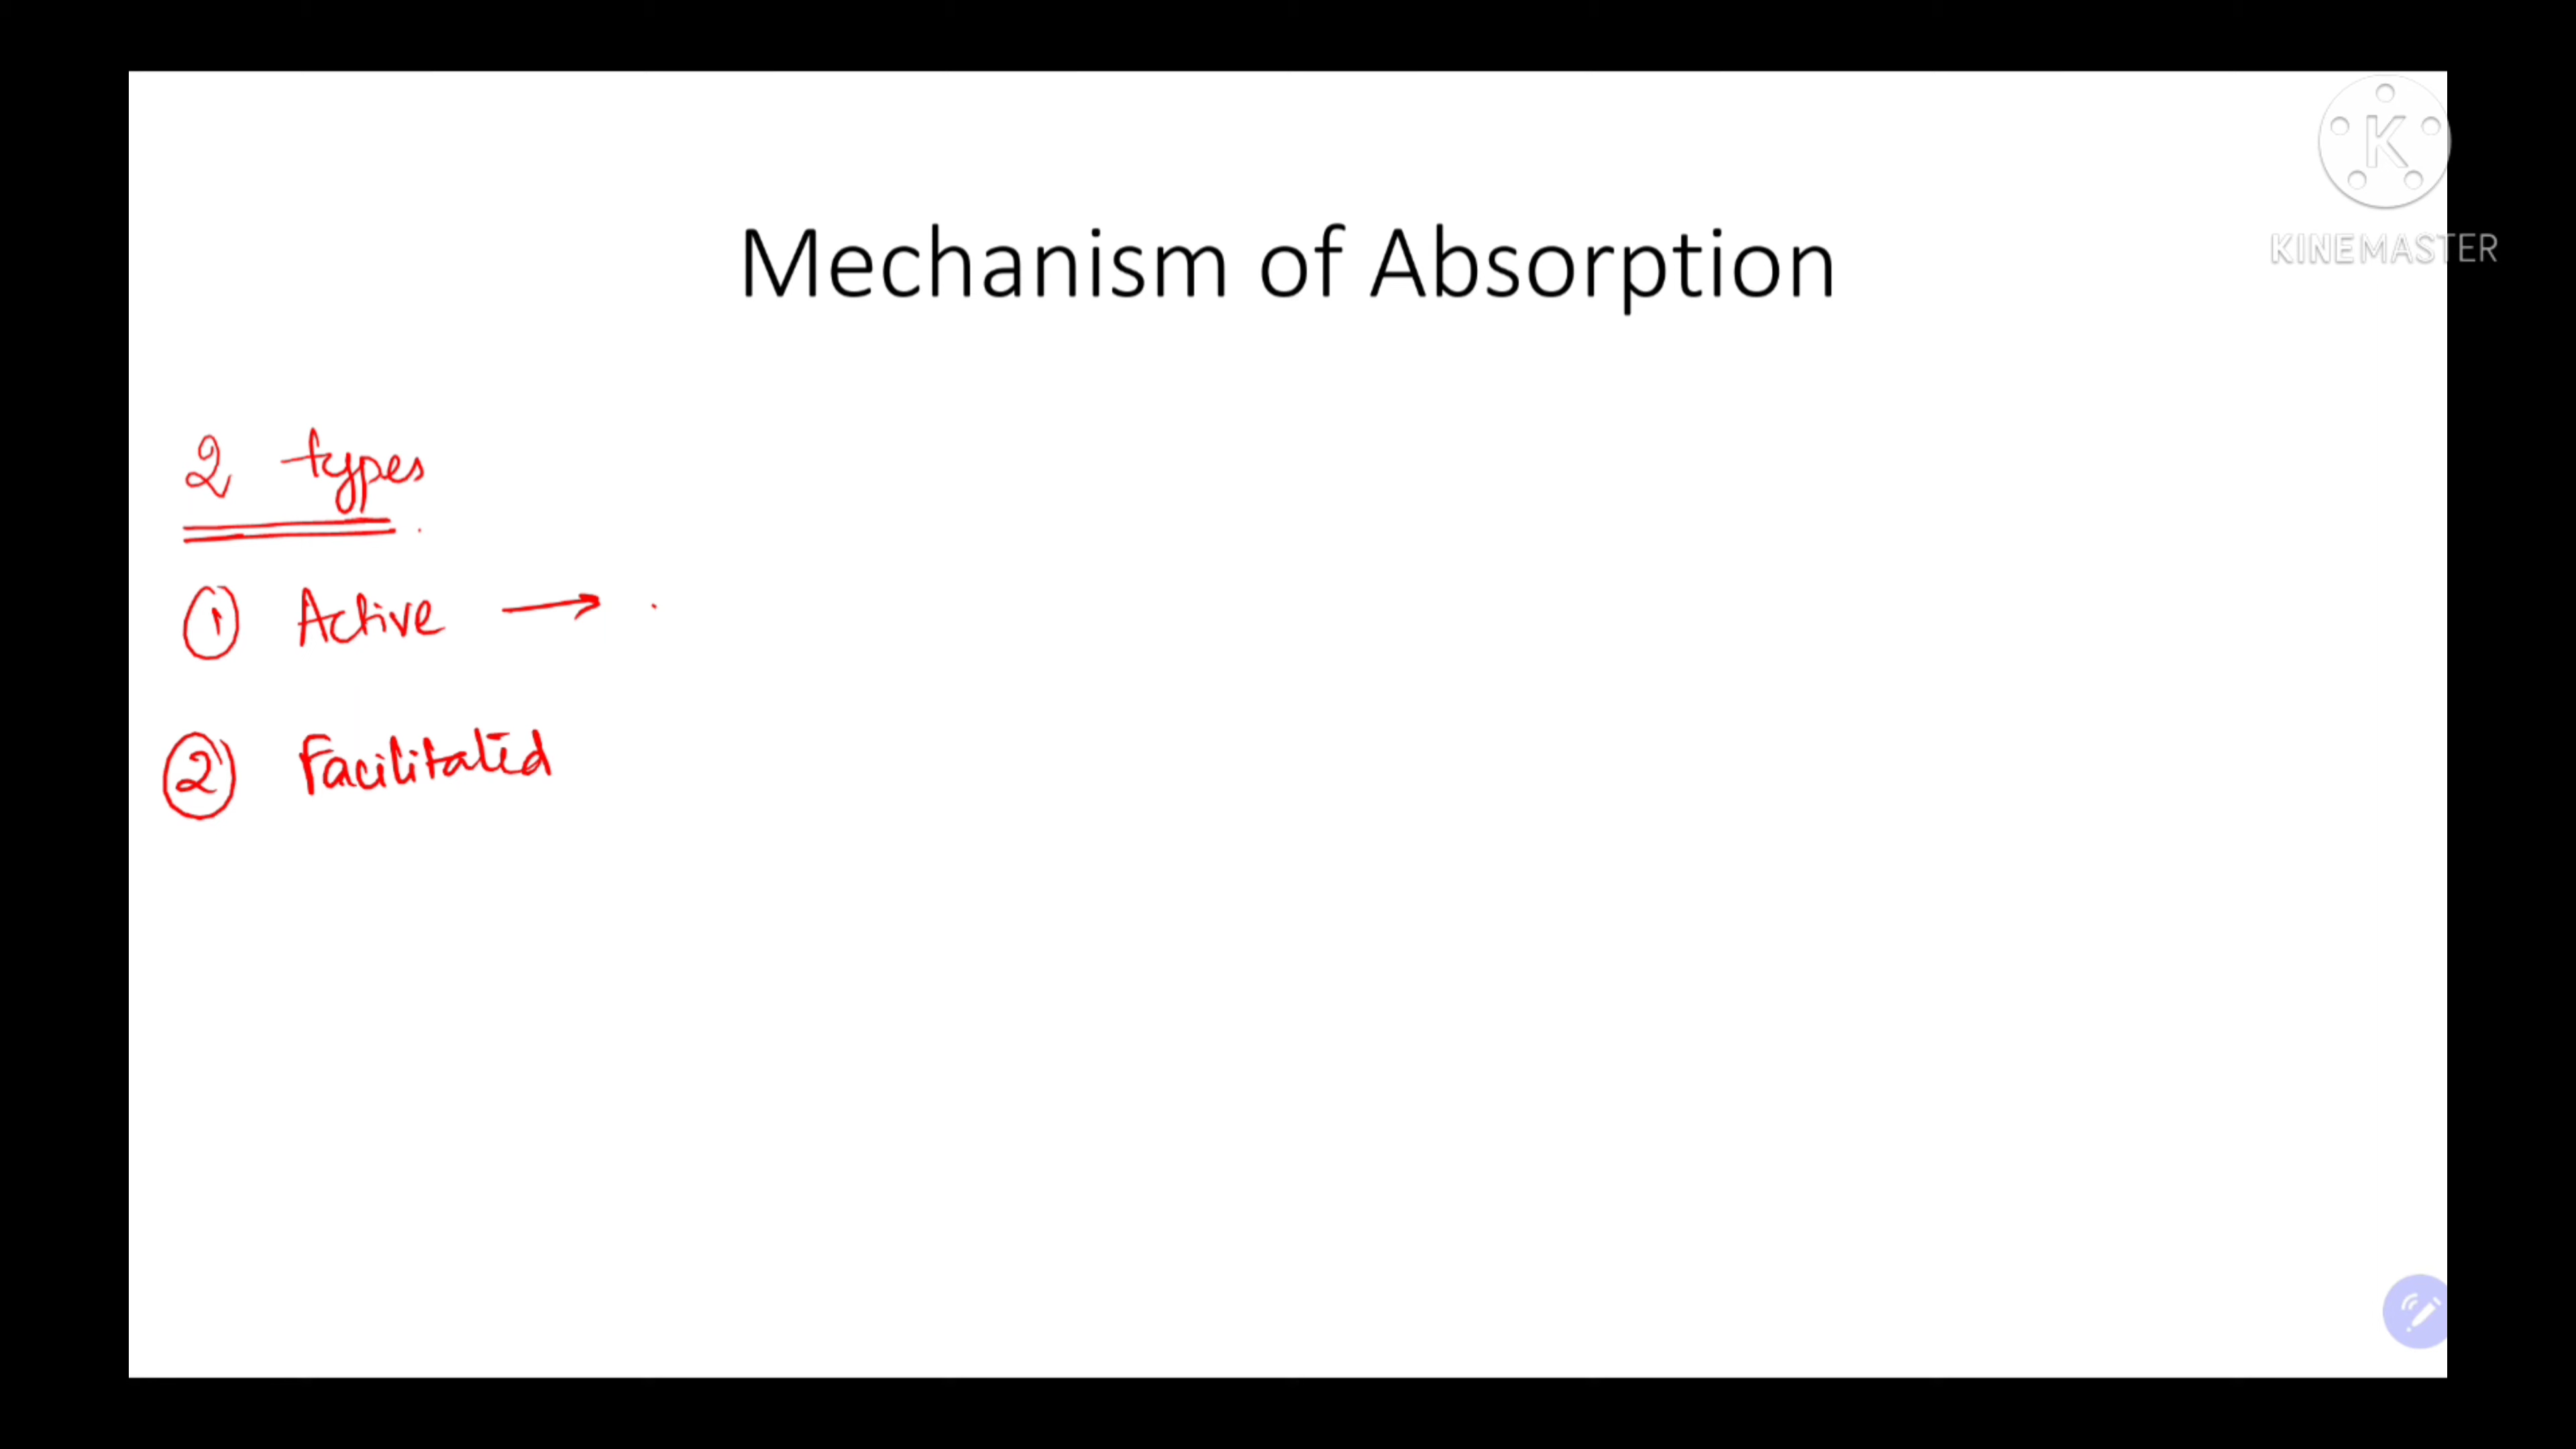 K
KINEMASTER
Mechanism of Absorption
2 types
① Active →
② Facilitated